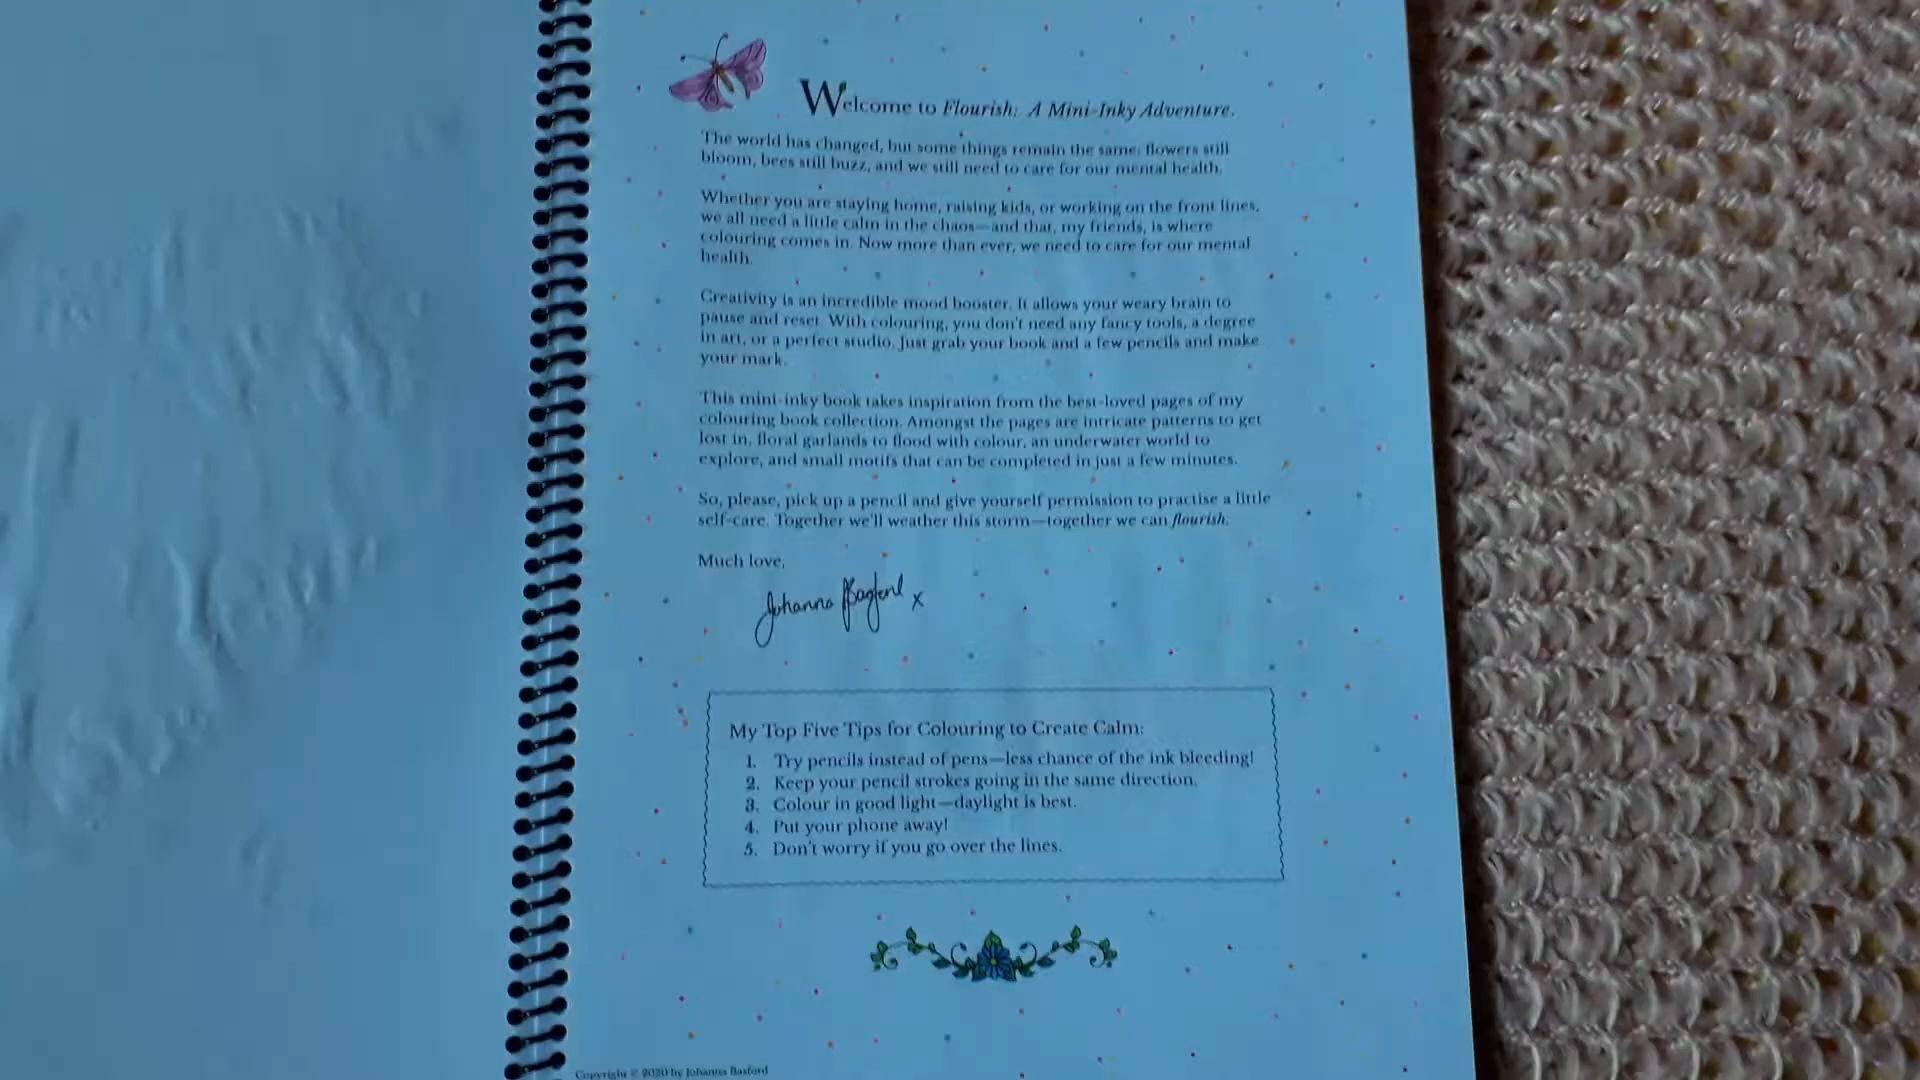 Welcome to Flourish: A Mini-Inky Adventure.
The world has changed, but some things remain the same: flowers still
bloom, bees still buzz, and we still need to care for our mental health.
Whether you are staying home, raising kids, or working on the front lines,
we all need a little calm in the chaos—and that, my friends, is where
colouring comes in. Now more than ever, we need to care for our mental
health.
Creativity is an incredible mood booster. It allows your weary brain to
pause and reset. With colouring, you don't need any fancy tools, a degree
in art, or a perfect studio. Just grab your book and a few pencils and make
your mark.
This mini-inky book takes inspiration from the best-loved pages of my
colouring book collection. Amongst the pages are intricate patterns to get
lost in, floral garlands to flood with colour, an underwater world to
explore, and small motifs that can be completed in just a few minutes.
So, please, pick up a pencil and give yourself permission to practise a little
self-care. Together we'll weather this storm—together we can flourish.
Much love,
Johanna Basford x
My Top Five Tips for Colouring to Create Calm:
1. Try pencils instead of pens—less chance of the ink bleeding!
2. Keep your pencil strokes going in the same direction.
3. Colour in good light—daylight is best.
4. Put your phone away!
5. Don't worry if you go over the lines.
Copyright © 2020 by Johanna Basford